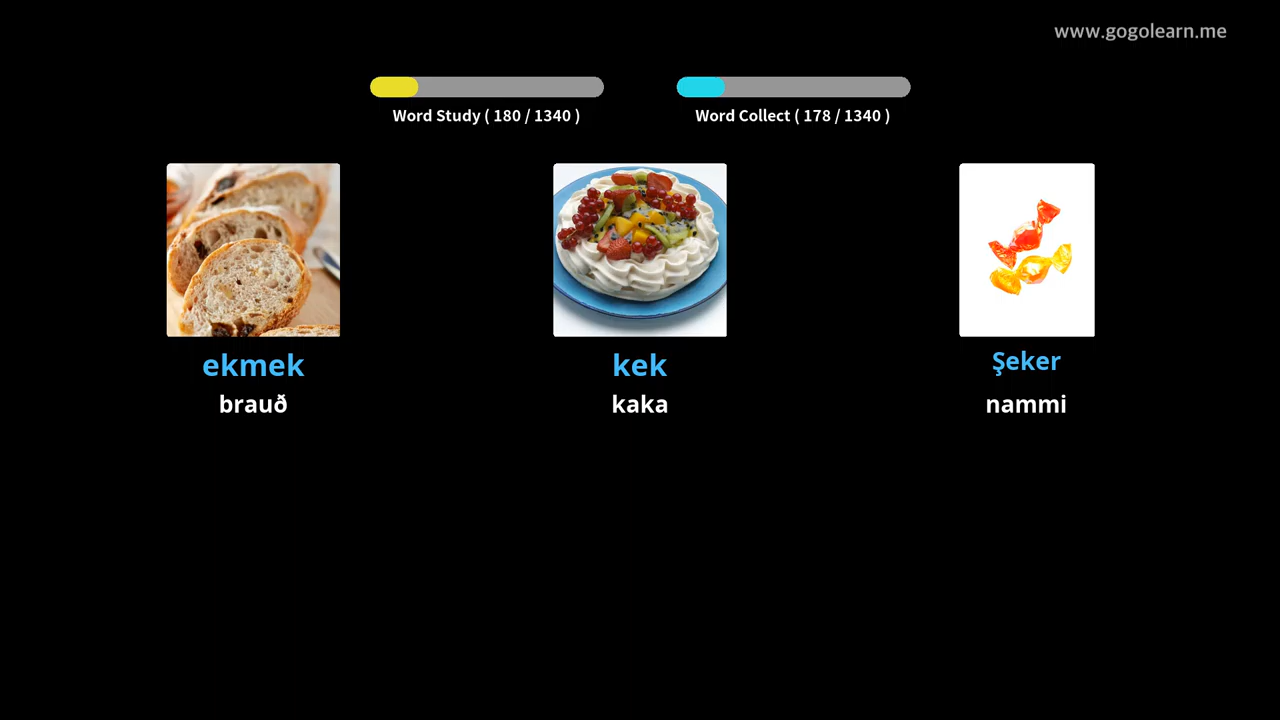 www.gogolearn.me
Word Study ( 180 / 1340 )
Word Collect ( 178 / 1340 )
ekmek
kek
Şeker
brauð
kaka
nammi